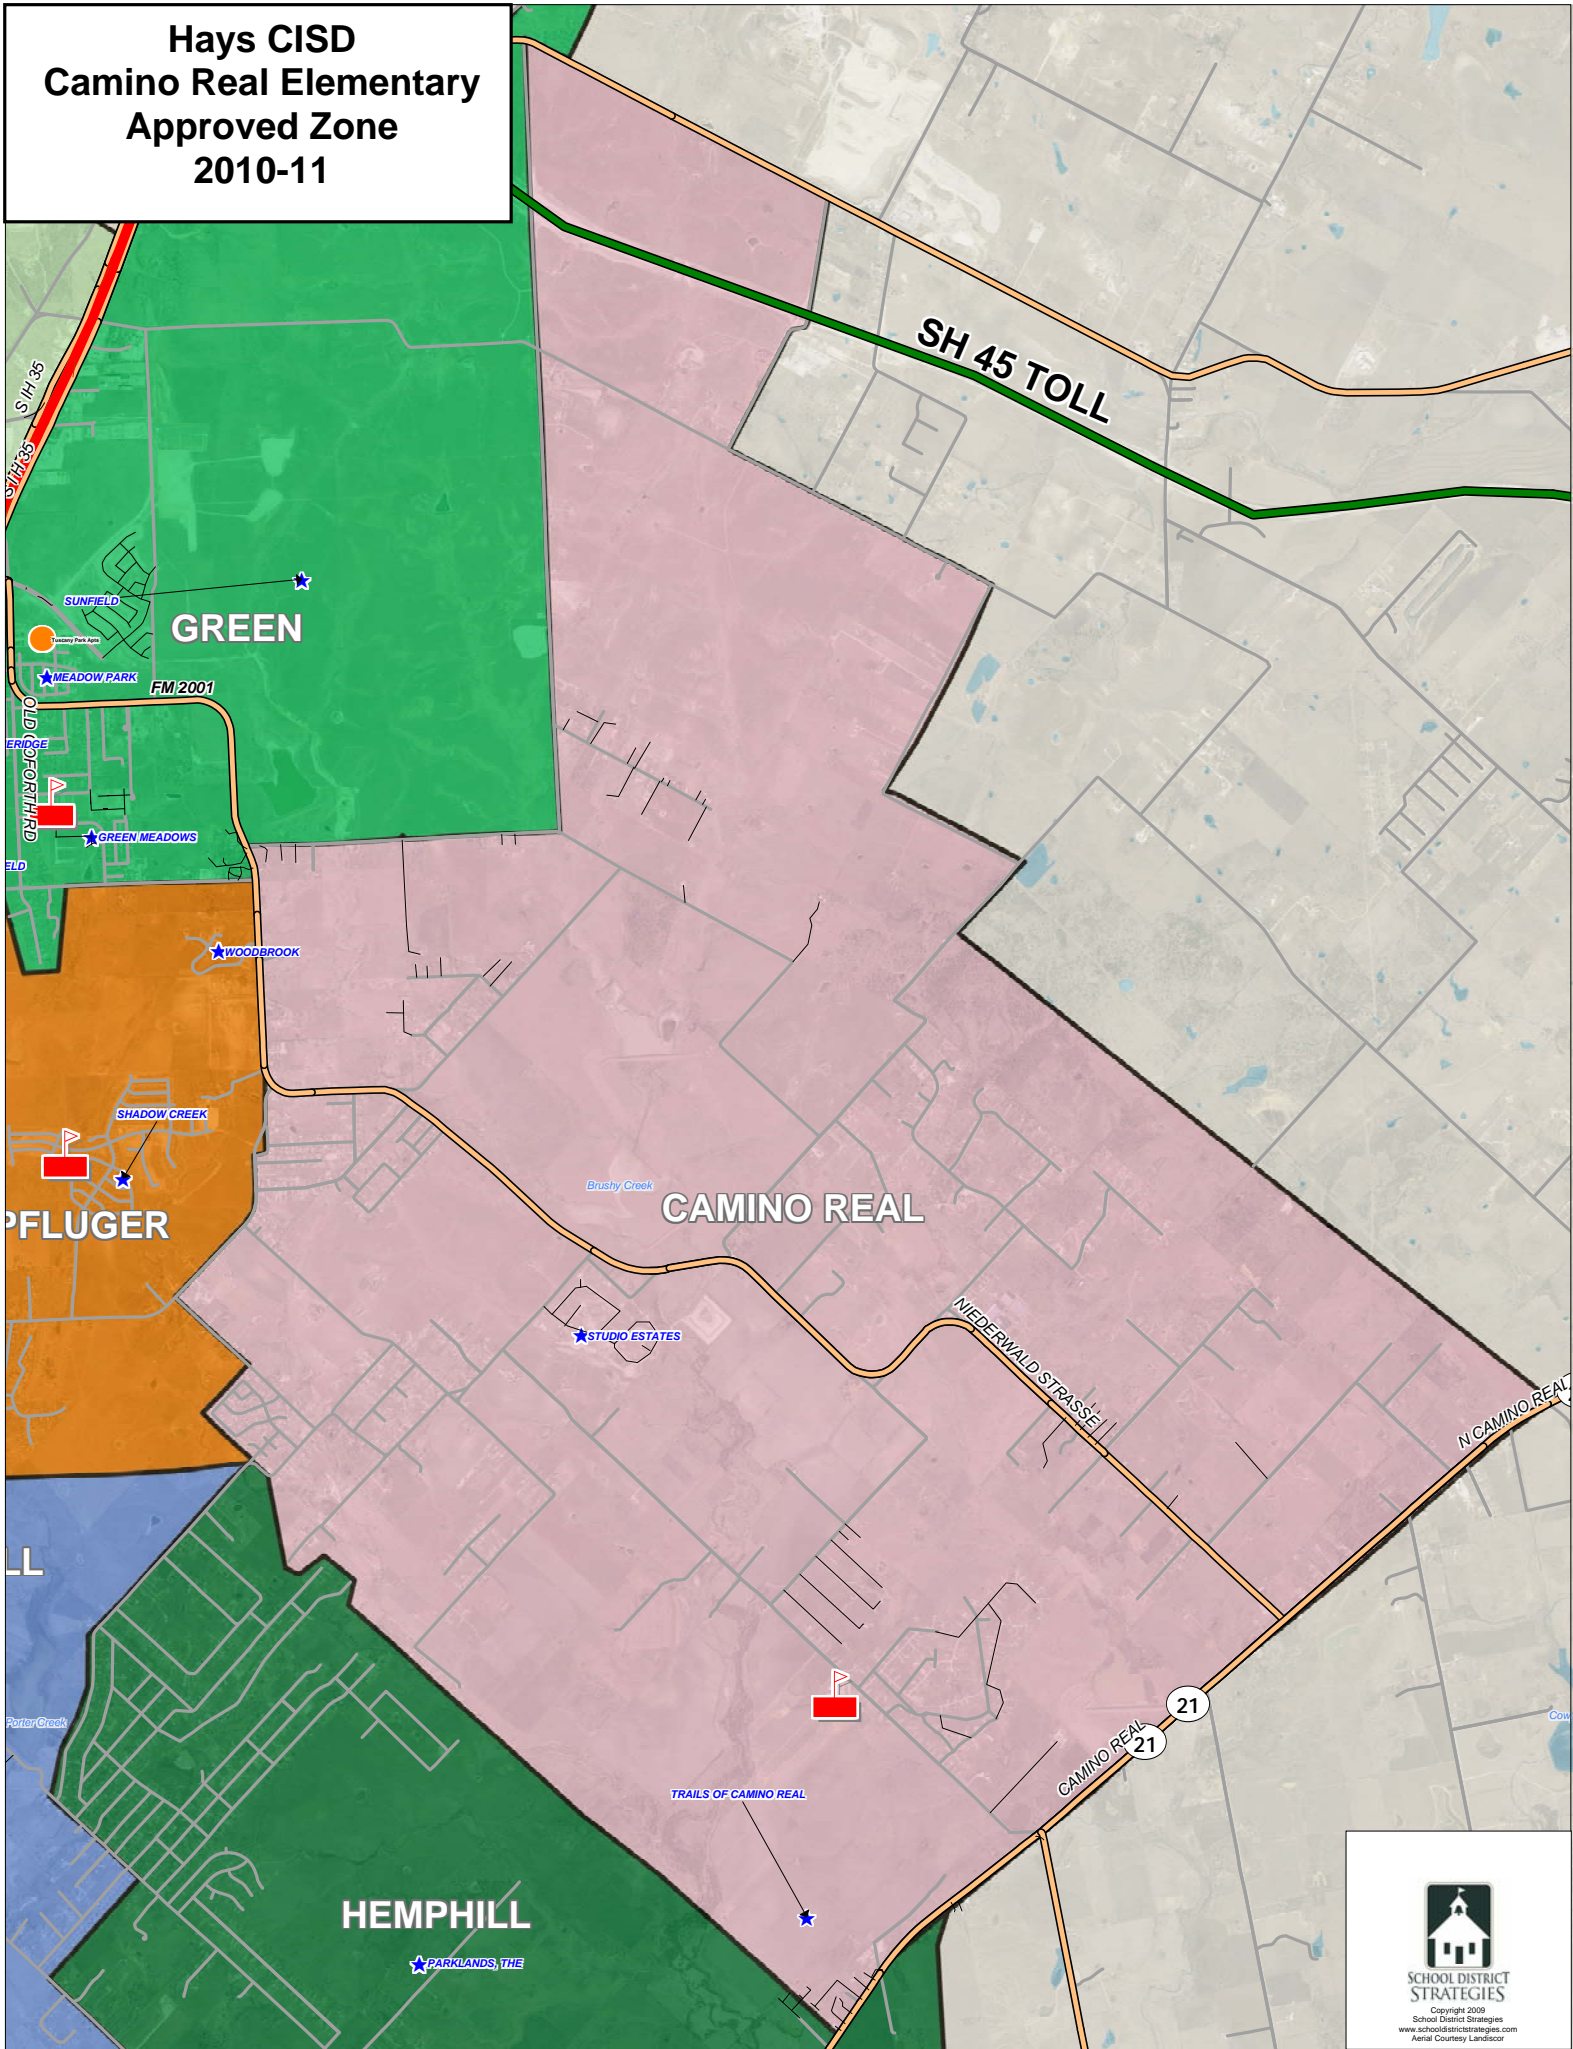 Hays CISD
Camino Real Elementary
Approved Zone
2010-11
SH 45 TOLL
S IH 35
S IH 35
SUNFIELD
GREEN
Tuscany Park Apts
MEADOW PARK
FM 2001
OLD GOFORTH RD
ERIDGE
GREEN MEADOWS
ELD
WOODBROOK
SHADOW CREEK
PFLUGER
Brushy Creek
CAMINO REAL
STUDIO ESTATES
NIEDERWALD STRASSE
N CAMINO REAL
LL
21
21
CAMINO REAL
Porter Creek
Cow
TRAILS OF CAMINO REAL
HEMPHILL
PARKLANDS, THE
SCHOOL DISTRICT
STRATEGIES
Copyright 2009
School District Strategies
www.schooldistrictstrategies.com
Aerial Courtesy Landiscor